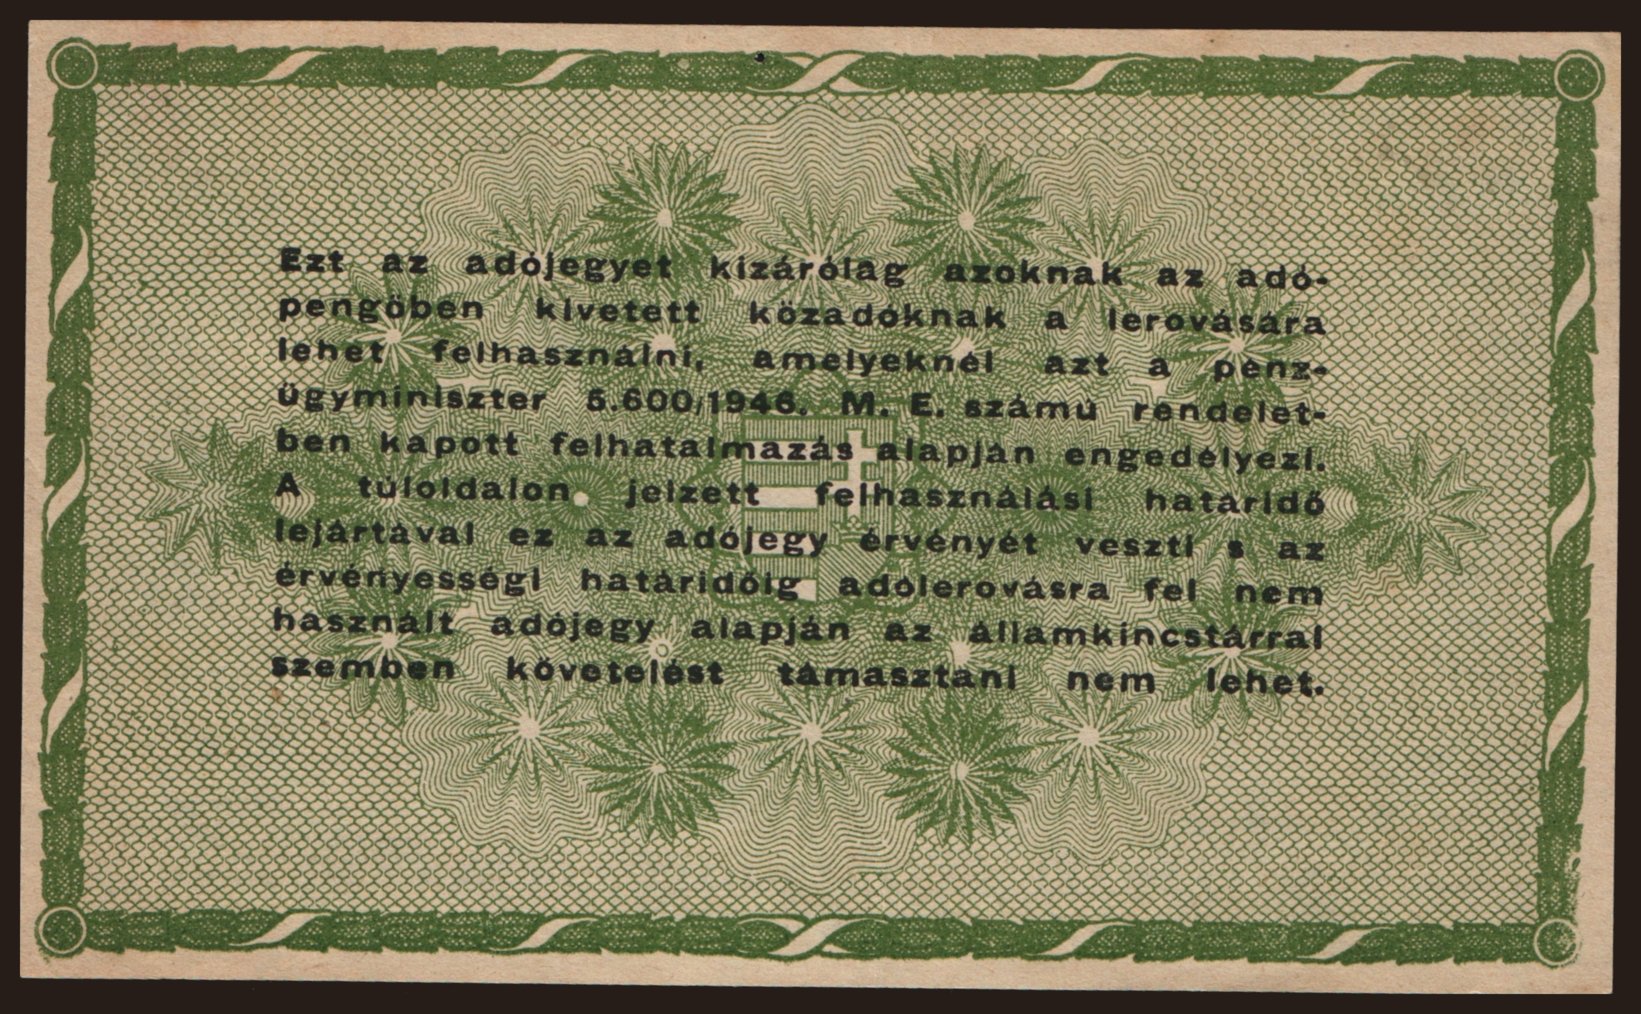 Ezt az adójegyet kizárólag azoknak az adó-
pengőben kivetett közadóknak a lerovására
lehet felhasználni, amelyeknél azt a pénz-
ügyminiszter 5.600/1946. M. E. számú rendelet-
ben kapott felhatalmazás alapján engedélyezi.
A túloldalon jelzett felhasználási határidő
lejártával ez az adójegy érvényét veszti s az
érvényességi határidőig adólerovásra fel nem
használt adójegy alapján az államkincstárral
szemben követelést támasztani nem lehet.